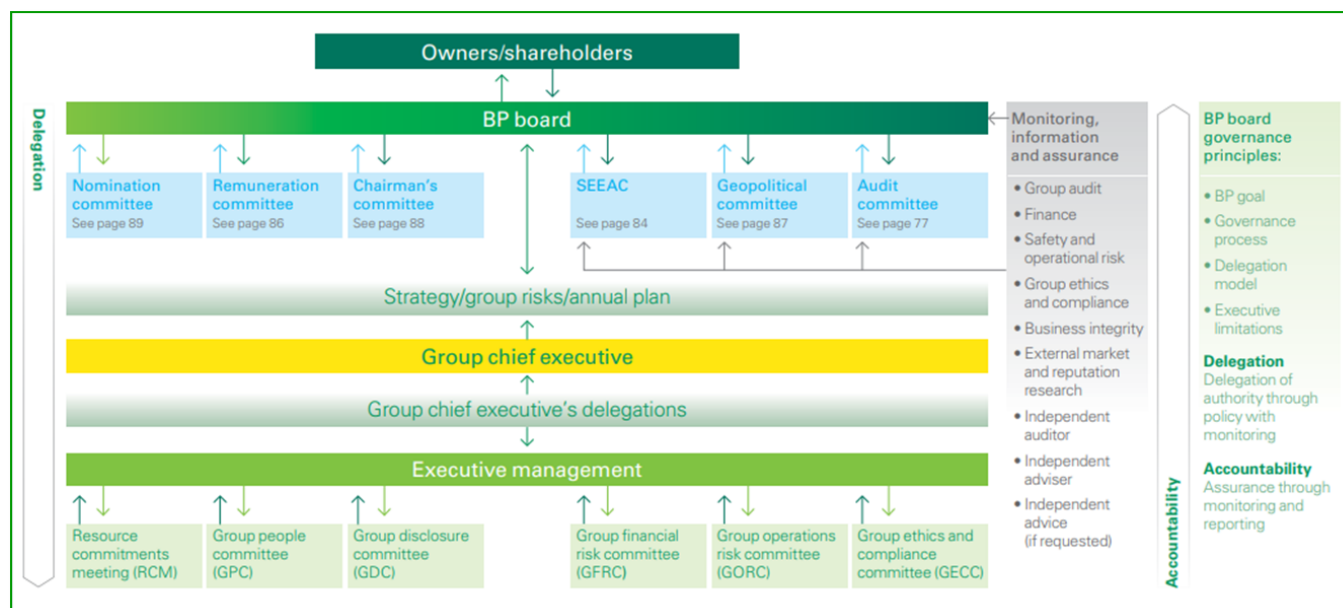 Owners/shareholders
Delegation
BP board
Nomination
committee
See page 89
Remuneration
committee
See page 86
Chairman's
committee
See page 88
SEEAC
See page 84
Geopolitical
committee
See page 87
Audit
committee
See page 77
Strategy/group risks/annual plan
Group chief executive
Group chief executive's delegations
Executive management
Resource
commitments
meeting (RCM)
Group people
committee
(GPC)
Group disclosure
committee
(GDC)
Group financial
risk committee
(GFRC)
Group operations
risk committee
(GORC)
Group ethics and
compliance
committee (GECC)
Monitoring,
information
and assurance
• Group audit
• Finance
• Safety and
operational risk
• Group ethics
and compliance
• Business integrity
• External market
and reputation
research
• Independent
auditor
• Independent
adviser
• Independent
advice
(if requested)
Accountability
BP board
governance
principles:
• BP goal
• Governance
process
• Delegation
model
• Executive
limitations
Delegation
Delegation of
authority through
policy with
monitoring
Accountability
Assurance through
monitoring and
reporting